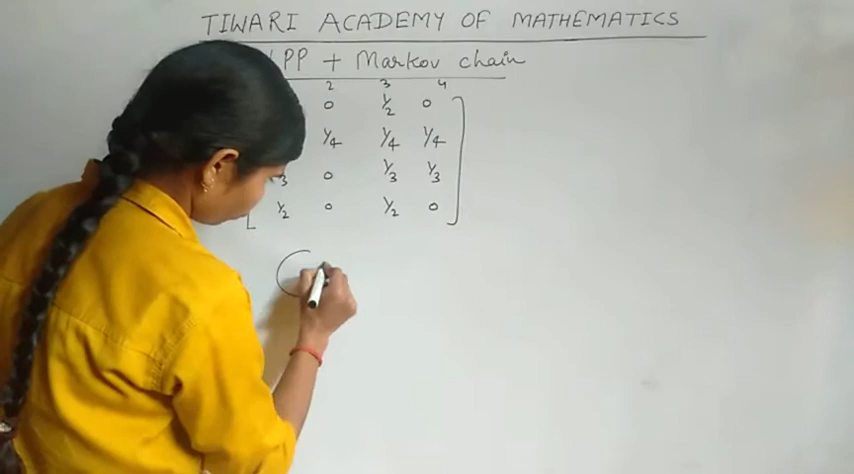 TIWARI ACADEMY OF MATHEMATICS
PP + Markov chain
2 3 4
0 1/2 0
1/4 1/4 1/4
3 0 1/3 1/3
1/2 0 1/2 0